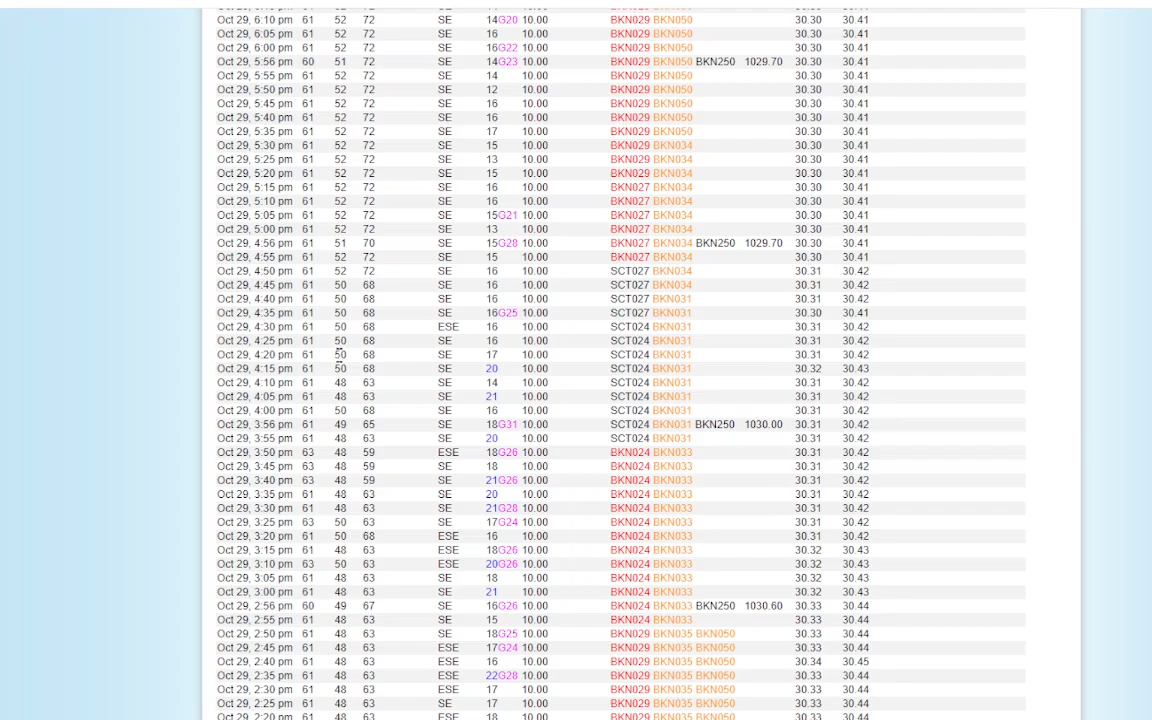 Oct 29, 6:10 pm 61 52 72 SE 14G20 10.00 BKN029 BKN050 30.30 30.41
Oct 29, 6:05 pm 61 52 72 SE 16 10.00 BKN029 BKN050 30.30 30.41
Oct 29, 6:00 pm 61 52 72 SE 16G22 10.00 BKN029 BKN050 30.30 30.41
Oct 29, 5:56 pm 60 51 72 SE 14G23 10.00 BKN029 BKN050 BKN250 1029.70 30.30 30.41
Oct 29, 5:55 pm 61 52 72 SE 14 10.00 BKN029 BKN050 30.30 30.41
Oct 29, 5:50 pm 61 52 72 SE 12 10.00 BKN029 BKN050 30.30 30.41
Oct 29, 5:45 pm 61 52 72 SE 16 10.00 BKN029 BKN050 30.30 30.41
Oct 29, 5:40 pm 61 52 72 SE 16 10.00 BKN029 BKN050 30.30 30.41
Oct 29, 5:35 pm 61 52 72 SE 17 10.00 BKN029 BKN050 30.30 30.41
Oct 29, 5:30 pm 61 52 72 SE 15 10.00 BKN029 BKN034 30.30 30.41
Oct 29, 5:25 pm 61 52 72 SE 13 10.00 BKN029 BKN034 30.30 30.41
Oct 29, 5:20 pm 61 52 72 SE 15 10.00 BKN029 BKN034 30.30 30.41
Oct 29, 5:15 pm 61 52 72 SE 16 10.00 BKN027 BKN034 30.30 30.41
Oct 29, 5:10 pm 61 52 72 SE 16 10.00 BKN027 BKN034 30.30 30.41
Oct 29, 5:05 pm 61 52 72 SE 15G21 10.00 BKN027 BKN034 30.30 30.41
Oct 29, 5:00 pm 61 52 72 SE 13 10.00 BKN027 BKN034 30.30 30.41
Oct 29, 4:56 pm 61 51 70 SE 15G28 10.00 BKN027 BKN034 BKN250 1029.70 30.30 30.41
Oct 29, 4:55 pm 61 52 72 SE 15 10.00 BKN027 BKN034 30.30 30.41
Oct 29, 4:50 pm 61 52 72 SE 16 10.00 SCT027 BKN034 30.31 30.42
Oct 29, 4:45 pm 61 50 68 SE 16 10.00 SCT027 BKN034 30.31 30.42
Oct 29, 4:40 pm 61 50 68 SE 16 10.00 SCT027 BKN031 30.31 30.42
Oct 29, 4:35 pm 61 50 68 SE 16G25 10.00 SCT027 BKN031 30.30 30.41
Oct 29, 4:30 pm 61 50 68 ESE 16 10.00 SCT024 BKN031 30.31 30.42
Oct 29, 4:25 pm 61 50 68 SE 16 10.00 SCT024 BKN031 30.31 30.42
Oct 29, 4:20 pm 61 50 68 SE 17 10.00 SCT024 BKN031 30.31 30.42
Oct 29, 4:15 pm 61 50 68 SE 20 10.00 SCT024 BKN031 30.32 30.43
Oct 29, 4:10 pm 61 48 63 SE 14 10.00 SCT024 BKN031 30.31 30.42
Oct 29, 4:05 pm 61 48 63 SE 21 10.00 SCT024 BKN031 30.31 30.42
Oct 29, 4:00 pm 61 50 68 SE 16 10.00 SCT024 BKN031 30.31 30.42
Oct 29, 3:56 pm 61 49 65 SE 18G31 10.00 SCT024 BKN031 BKN250 1030.00 30.31 30.42
Oct 29, 3:55 pm 61 48 63 SE 20 10.00 SCT024 BKN031 30.31 30.42
Oct 29, 3:50 pm 63 48 59 ESE 18G26 10.00 BKN024 BKN033 30.31 30.42
Oct 29, 3:45 pm 63 48 59 SE 18 10.00 BKN024 BKN033 30.31 30.42
Oct 29, 3:40 pm 63 48 59 SE 21G26 10.00 BKN024 BKN033 30.31 30.42
Oct 29, 3:35 pm 61 48 63 SE 20 10.00 BKN024 BKN033 30.31 30.42
Oct 29, 3:30 pm 61 48 63 SE 21G28 10.00 BKN024 BKN033 30.31 30.42
Oct 29, 3:25 pm 63 50 63 SE 17G24 10.00 BKN024 BKN033 30.31 30.42
Oct 29, 3:20 pm 61 50 68 ESE 16 10.00 BKN024 BKN033 30.31 30.42
Oct 29, 3:15 pm 61 48 63 ESE 18G26 10.00 BKN024 BKN033 30.32 30.43
Oct 29, 3:10 pm 63 50 63 ESE 20G26 10.00 BKN024 BKN033 30.32 30.43
Oct 29, 3:05 pm 61 48 63 SE 18 10.00 BKN024 BKN033 30.32 30.43
Oct 29, 3:00 pm 61 48 63 SE 21 10.00 BKN024 BKN033 30.32 30.43
Oct 29, 2:56 pm 60 49 67 SE 16G26 10.00 BKN024 BKN033 BKN250 1030.60 30.33 30.44
Oct 29, 2:55 pm 61 48 63 SE 15 10.00 BKN024 BKN033 30.33 30.44
Oct 29, 2:50 pm 61 48 63 SE 18G25 10.00 BKN029 BKN035 BKN050 30.33 30.44
Oct 29, 2:45 pm 61 48 63 ESE 17G24 10.00 BKN029 BKN035 BKN050 30.33 30.44
Oct 29, 2:40 pm 61 48 63 ESE 16 10.00 BKN029 BKN035 BKN050 30.34 30.45
Oct 29, 2:35 pm 61 48 63 ESE 22G28 10.00 BKN029 BKN035 BKN050 30.33 30.44
Oct 29, 2:30 pm 61 48 63 ESE 17 10.00 BKN029 BKN035 BKN050 30.33 30.44
Oct 29, 2:25 pm 61 48 63 SE 17 10.00 BKN029 BKN035 BKN050 30.33 30.44
Oct 29, 2:20 pm 61 48 63 ESE 18 10.00 BKN029 BKN035 BKN050 30.33 30.44